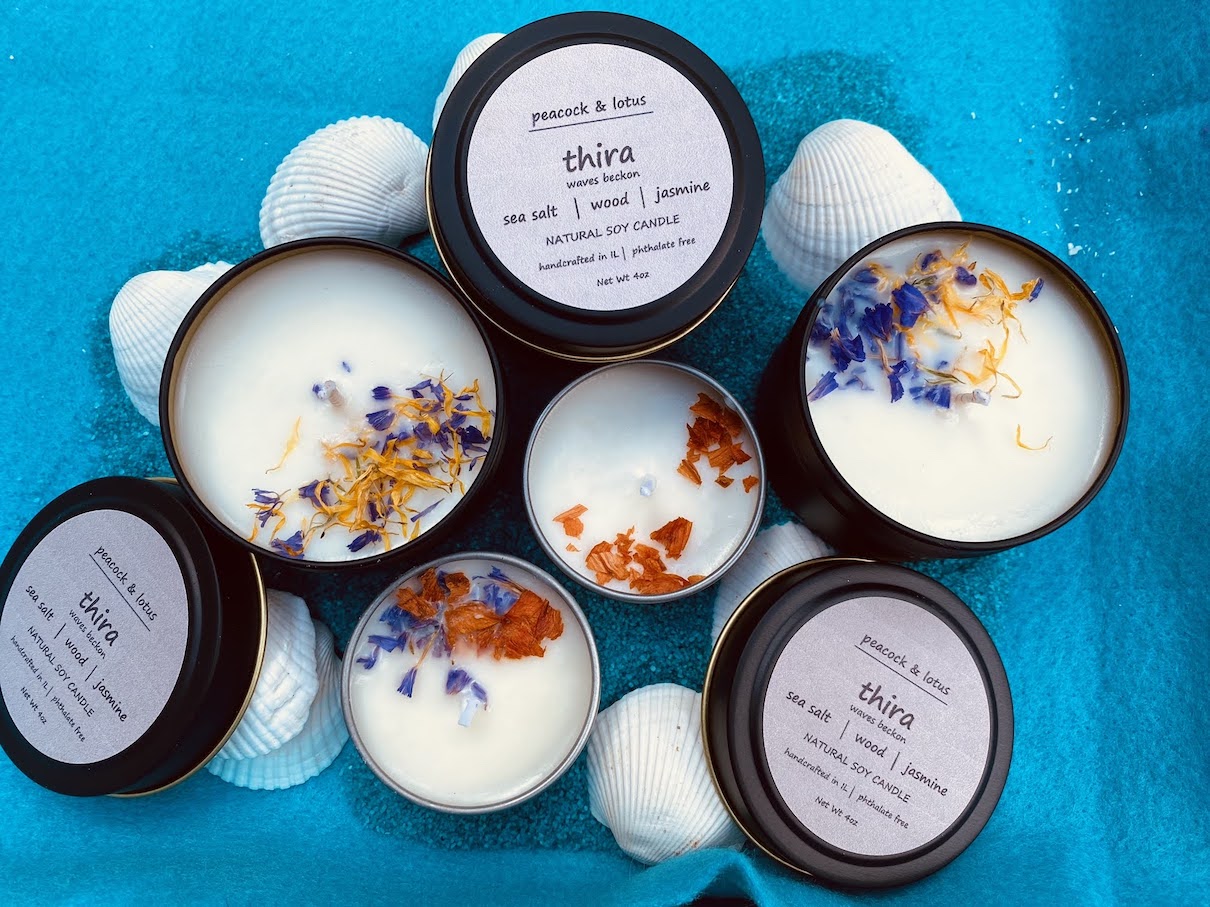 peacock & lotus
thira
waves beckon
sea salt | wood | jasmine
NATURAL SOY CANDLE
handcrafted in IL | phthalate free
Net Wt 4oz
peacock & lotus
thira
waves beckon
sea salt | wood | jasmine
NATURAL SOY CANDLE
handcrafted in IL | phthalate free
Net Wt 4oz
peacock & lotus
thira
waves beckon
sea salt | wood | jasmine
NATURAL SOY CANDLE
handcrafted in IL | phthalate free
Net Wt 4oz